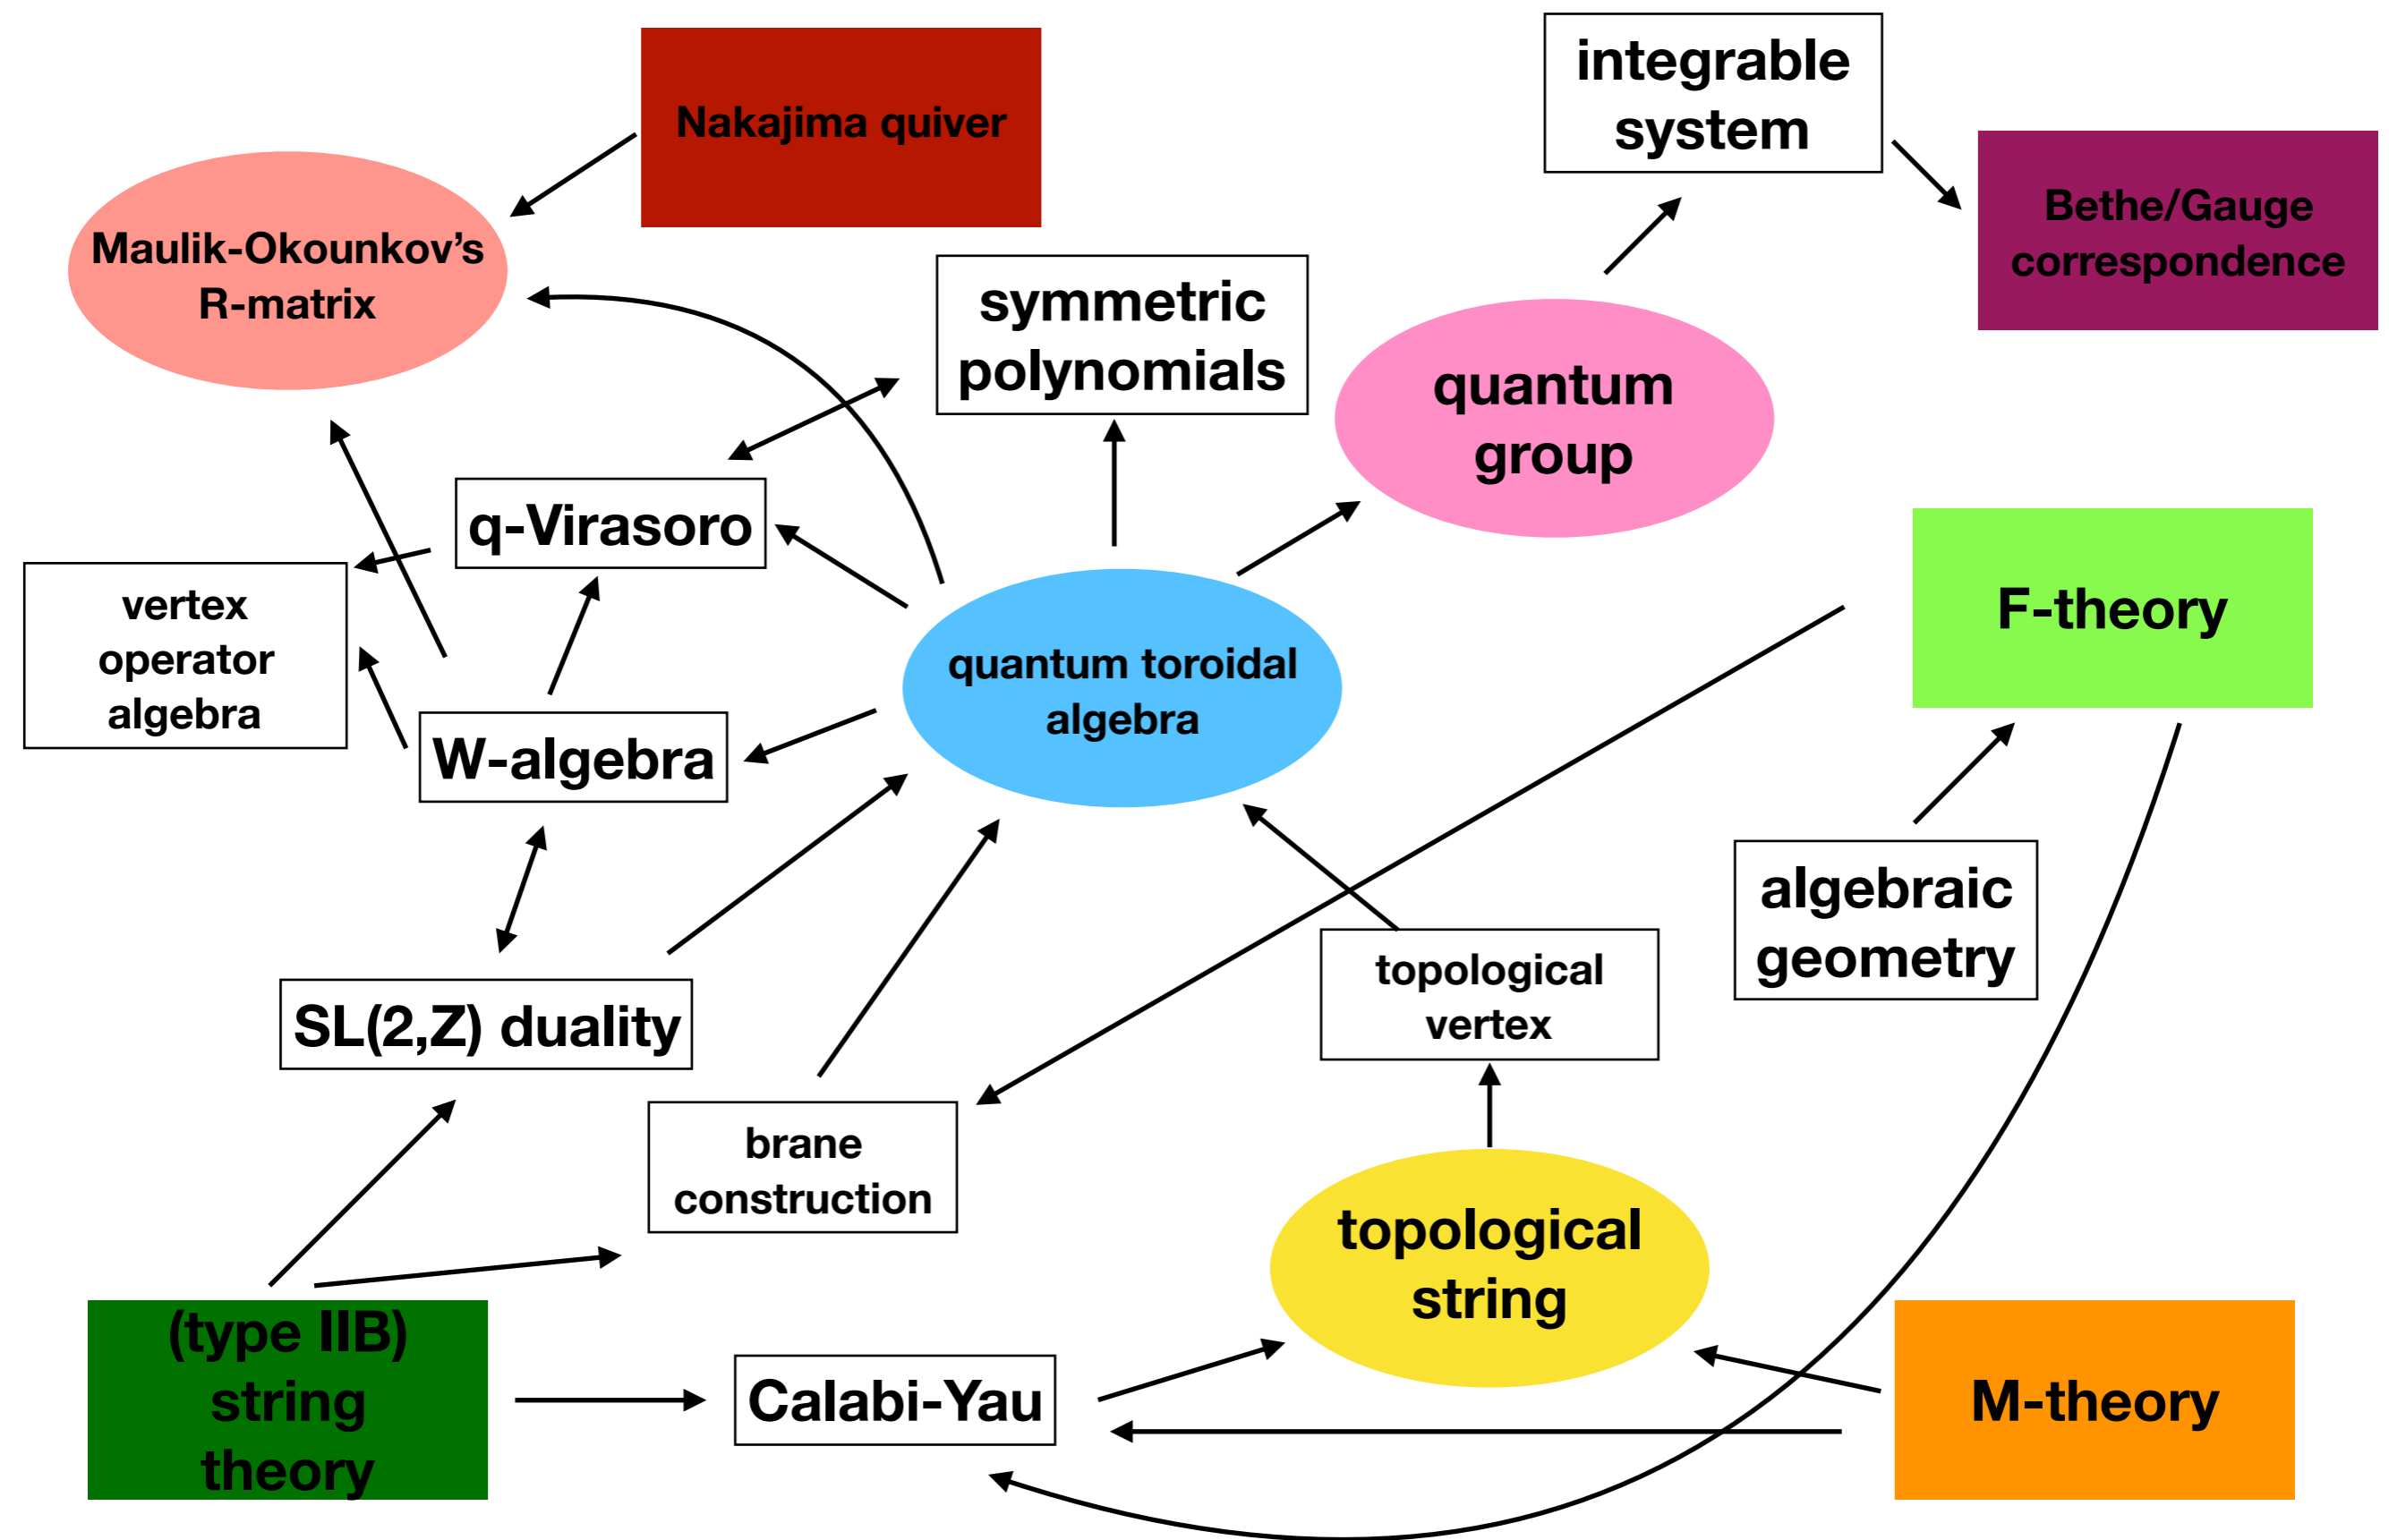 integrable
system
Nakajima quiver
Bethe/Gauge
correspondence
Maulik-Okounkov’s
R-matrix
symmetric
polynomials
quantum
group
q-Virasoro
F-theory
vertex
operator
algebra
quantum toroidal
algebra
W-algebra
algebraic
geometry
topological
vertex
SL(2,Z) duality
brane
construction
topological
string
(type IIB)
string
theory
Calabi-Yau
M-theory